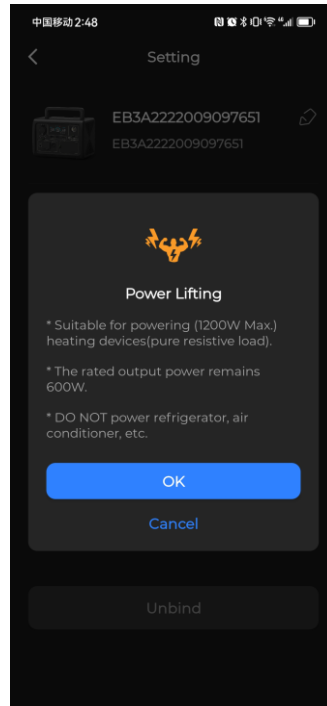 中国移动 2:48
Setting
EB3A2222009097651
EB3A2222009097651
Power Lifting
* Suitable for powering (1200W Max.)
heating devices(pure resistive load).
* The rated output power remains
600W.
* DO NOT power refrigerator, air
conditioner, etc.
OK
Cancel
Unbind